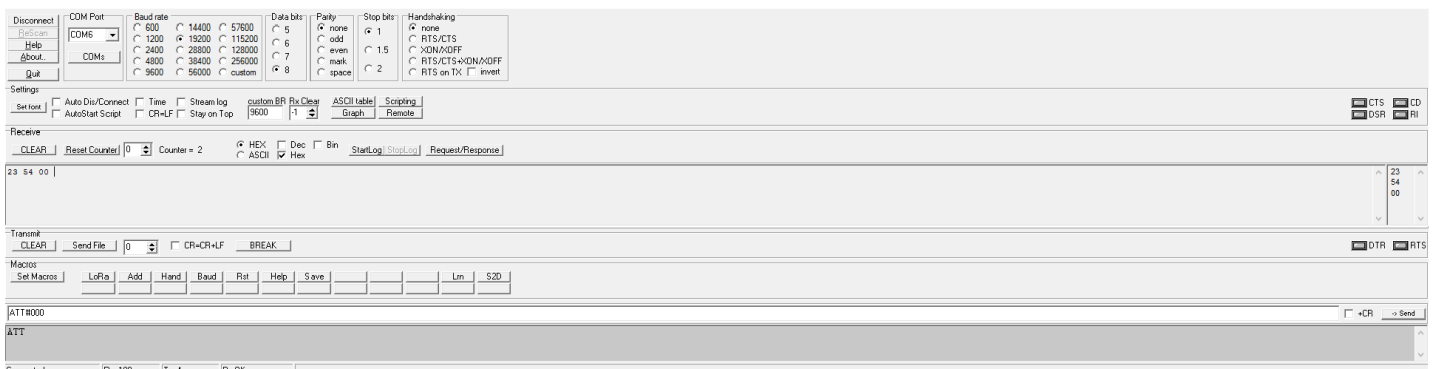 Disconnect
ReScan
Help
About..
Quit
COM Port
COM6
COMs
Baud rate
600 14400 57600
1200 19200 115200
2400 28800 128000
4800 38400 256000
9600 56000 custom
Data bits
5
6
7
8
Parity
none
odd
even
mark
space
Stop bits
1
1.5
2
Handshaking
none
RTS/CTS
XON/XOFF
RTS/CTS+XON/XOFF
RTS on TX invert
Settings
Set font
Auto Dis/Connect Time Stream log
AutoStart Script CR=LF Stay on Top
custom BR Rx Clear
9600 -1
ASCII table Scripting
Graph Remote
CTS CD
DSR RI
Receive
CLEAR Reset Counter 0 Counter = 2
HEX Dec Bin
ASCII Hex
StartLog StopLog Request/Response
23 54 00
23
54
00
Transmit
CLEAR Send File 0 CR=CR+LF BREAK
DTR RTS
Macros
Set Macros LoRa Add Hand Baud Rst Help Save Lrn S2D
ATT#000
+CR -> Send
ATT